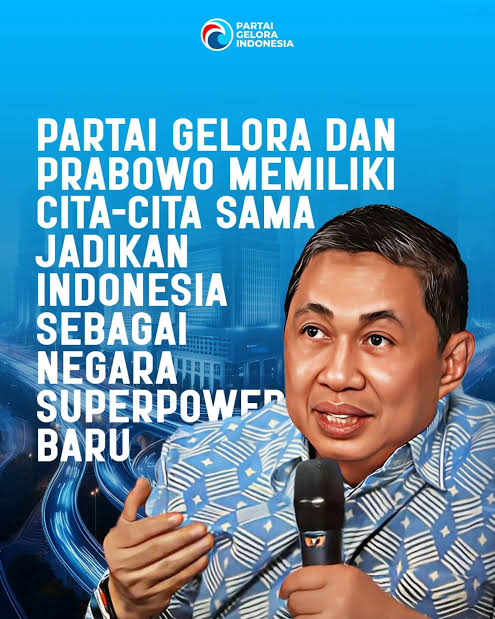 PARTAI
GELORA
INDONESIA
PARTAI GELORA DAN
PRABOWO MEMILIKI
CITA-CITA SAMA
JADIKAN
INDONESIA
SEBAGAI
NEGARA
SUPERPOWER
BARU